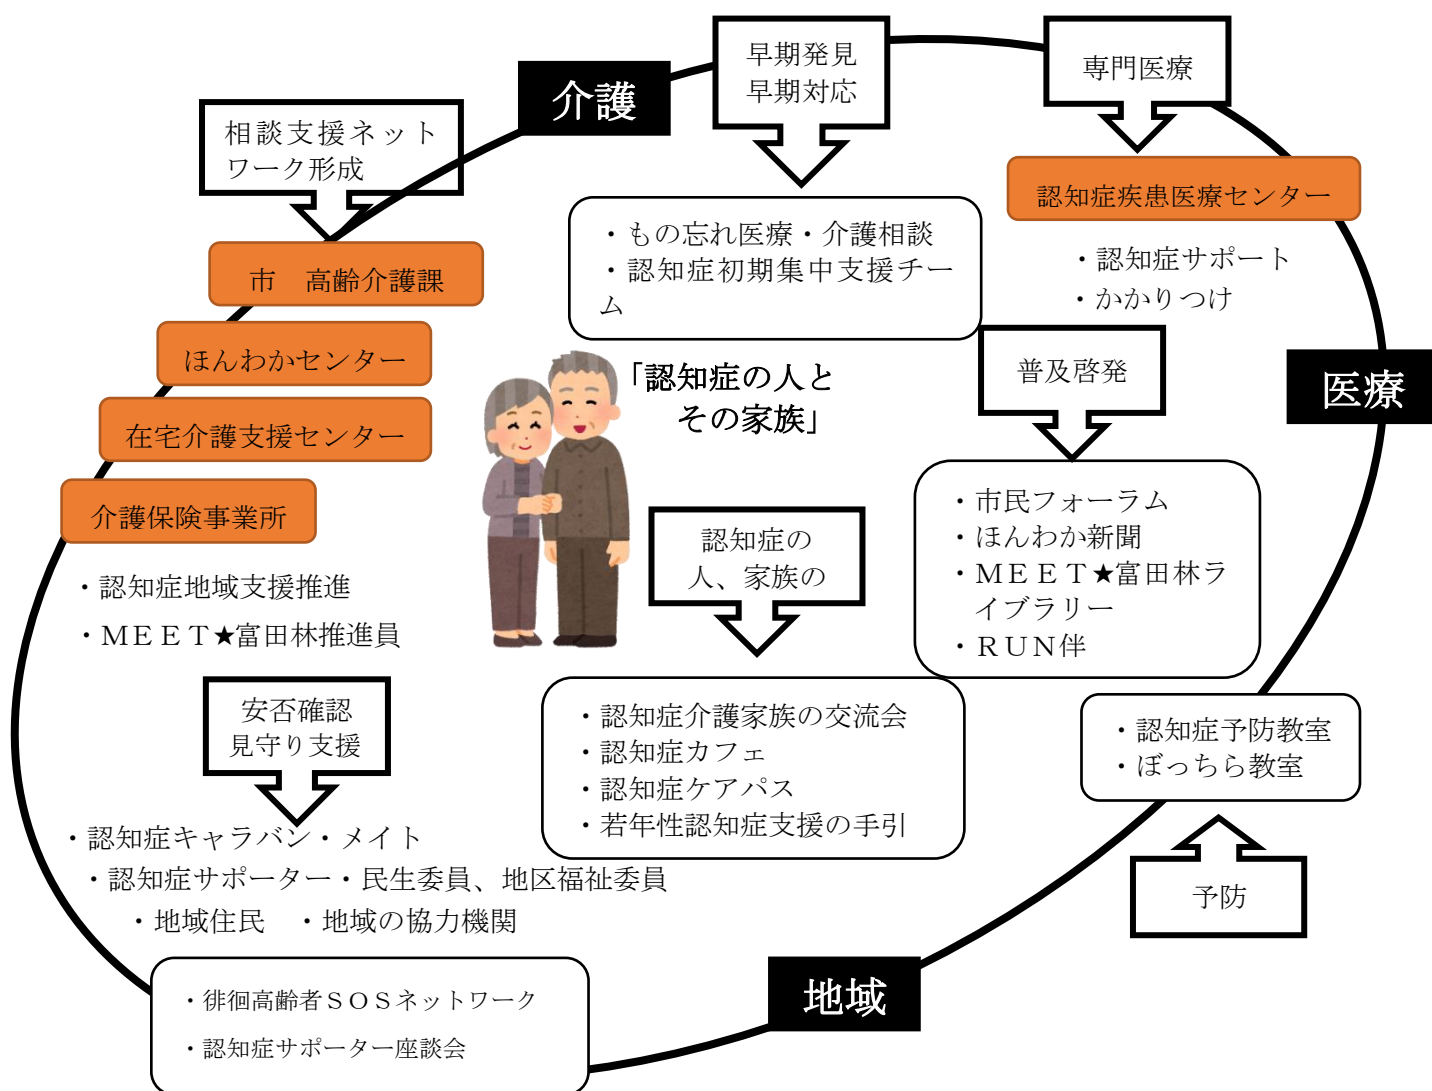 介護
早期発見
早期対応
専門医療
相談支援ネット
ワーク形成
認知症疾患医療センター
・認知症サポート
・かかりつけ
・もの忘れ医療・介護相談
・認知症初期集中支援チー
ム
市　高齢介護課
ほんわかセンター
在宅介護支援センター
介護保険事業所
・認知症地域支援推進
・ＭＥＥＴ★富田林推進員
「認知症の人と
その家族」
普及啓発
医療
・市民フォーラム
・ほんわか新聞
・ＭＥＥＴ★富田林ラ
イブラリー
・ＲＵＮ伴
認知症の
人、家族の
・認知症介護家族の交流会
・認知症カフェ
・認知症ケアパス
・若年性認知症支援の手引
安否確認
見守り支援
・認知症キャラバン・メイト
・認知症サポーター・民生委員、地区福祉委員
・地域住民　・地域の協力機関
・認知症予防教室
・ぼっちら教室
予防
・徘徊高齢者ＳＯＳネットワーク
・認知症サポーター座談会
地域